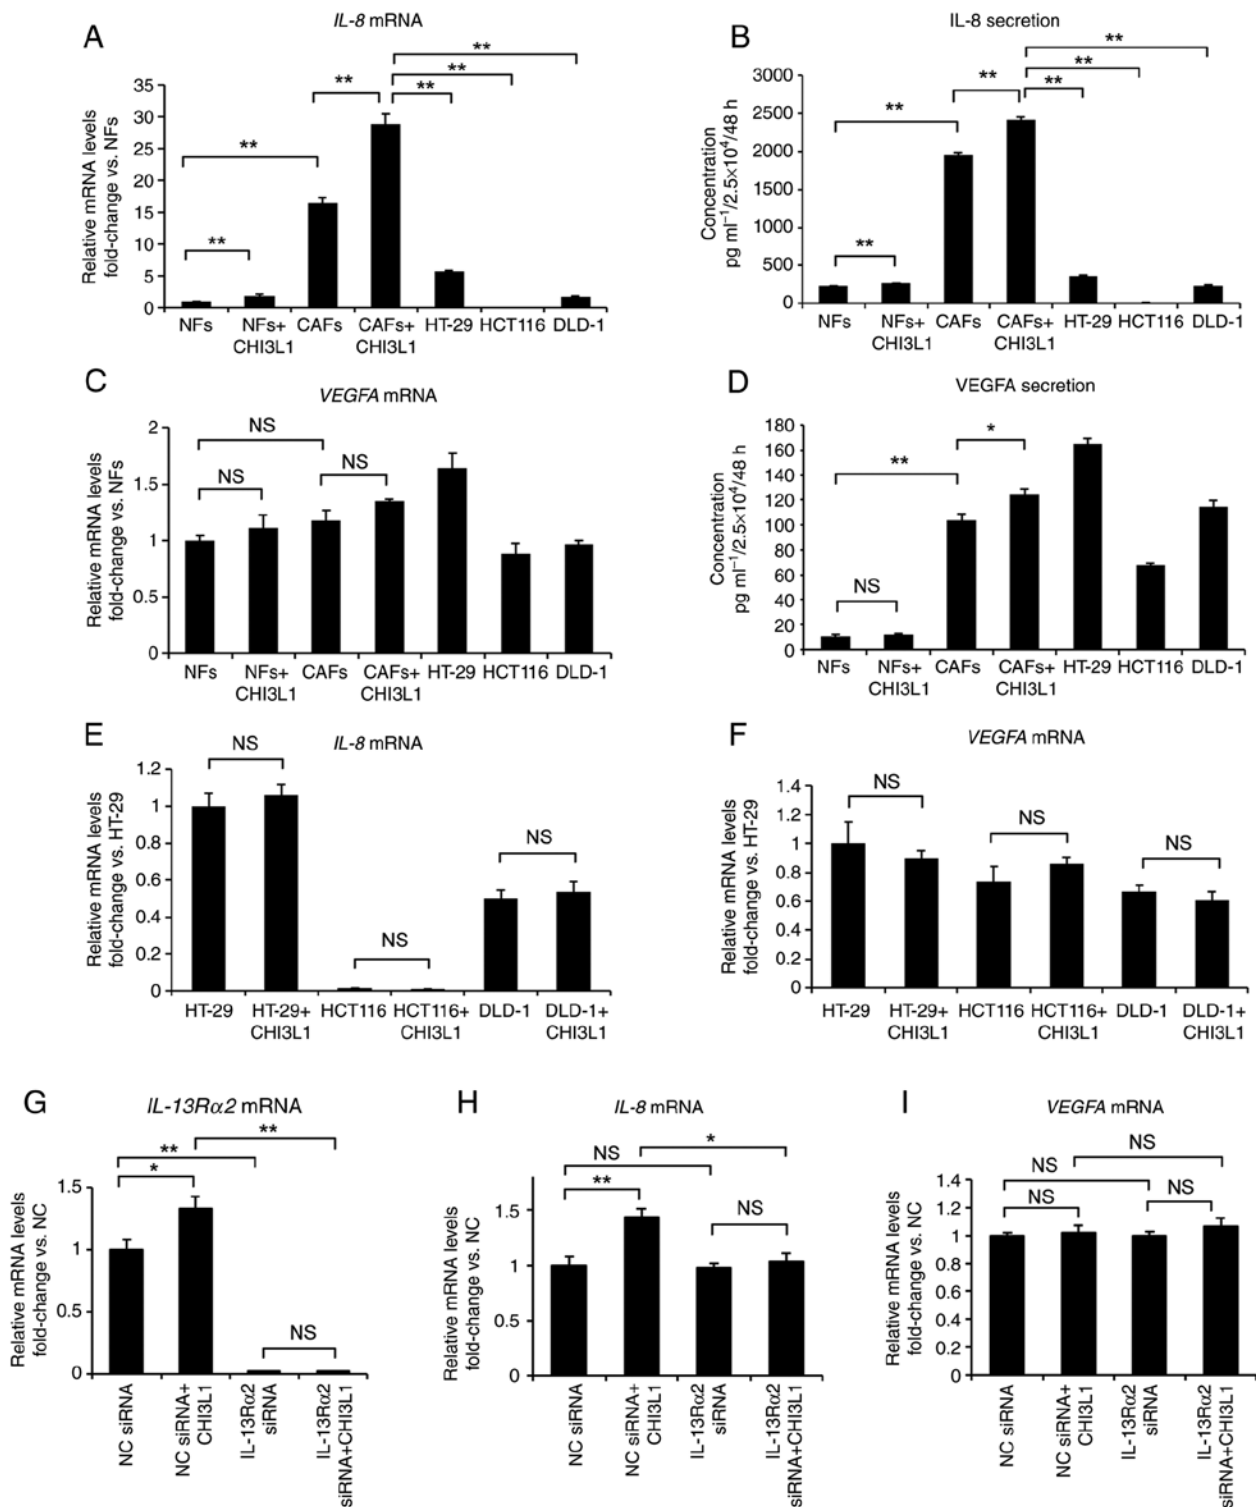 A
IL-8 mRNA
Relative mRNA levels
fold-change vs. NFs
35
30
25
20
15
10
5
0
**
**
**
**
**
**
NFs
NFs+
CHI3L1
CAFs
CAFs+
CHI3L1
HT-29
HCT116
DLD-1
B
IL-8 secretion
Concentration
pg ml⁻¹/2.5×10⁴/48 h
3000
2500
2000
1500
1000
500
0
**
**
**
**
**
**
NFs
NFs+
CHI3L1
CAFs
CAFs+
CHI3L1
HT-29
HCT116
DLD-1
C
VEGFA mRNA
Relative mRNA levels
fold-change vs. NFs
2
1.5
1
0.5
0
NS
NS
NS
NFs
NFs+
CHI3L1
CAFs
CAFs+
CHI3L1
HT-29
HCT116
DLD-1
D
VEGFA secretion
Concentration
pg ml⁻¹/2.5×10⁴/48 h
180
160
140
120
100
80
60
40
20
0
*
**
NS
NFs
NFs+
CHI3L1
CAFs
CAFs+
CHI3L1
HT-29
HCT116
DLD-1
E
IL-8 mRNA
Relative mRNA levels
fold-change vs. HT-29
1.2
1
0.8
0.6
0.4
0.2
0
NS
NS
NS
HT-29
HT-29+
CHI3L1
HCT116
HCT116+
CHI3L1
DLD-1
DLD-1+
CHI3L1
F
VEGFA mRNA
Relative mRNA levels
fold-change vs. HT-29
1.4
1.2
1
0.8
0.6
0.4
0.2
0
NS
NS
NS
HT-29
HT-29+
CHI3L1
HCT116
HCT116+
CHI3L1
DLD-1
DLD-1+
CHI3L1
G
IL-13Rα2 mRNA
Relative mRNA levels
fold-change vs. NC
1.5
1
0.5
0
**
**
*
NS
NC siRNA
NC siRNA+
CHI3L1
IL-13Rα2
siRNA
IL-13Rα2
siRNA+CHI3L1
H
IL-8 mRNA
Relative mRNA levels
fold-change vs. NC
1.5
1
0.5
0
*
NS
**
NS
NC siRNA
NC siRNA+
CHI3L1
IL-13Rα2
siRNA
IL-13Rα2
siRNA+CHI3L1
I
VEGFA mRNA
Relative mRNA levels
fold-change vs. NC
1.4
1.2
1
0.8
0.6
0.4
0.2
0
NS
NS
NS
NS
NC siRNA
NC siRNA+
CHI3L1
IL-13Rα2
siRNA
IL-13Rα2
siRNA+CHI3L1